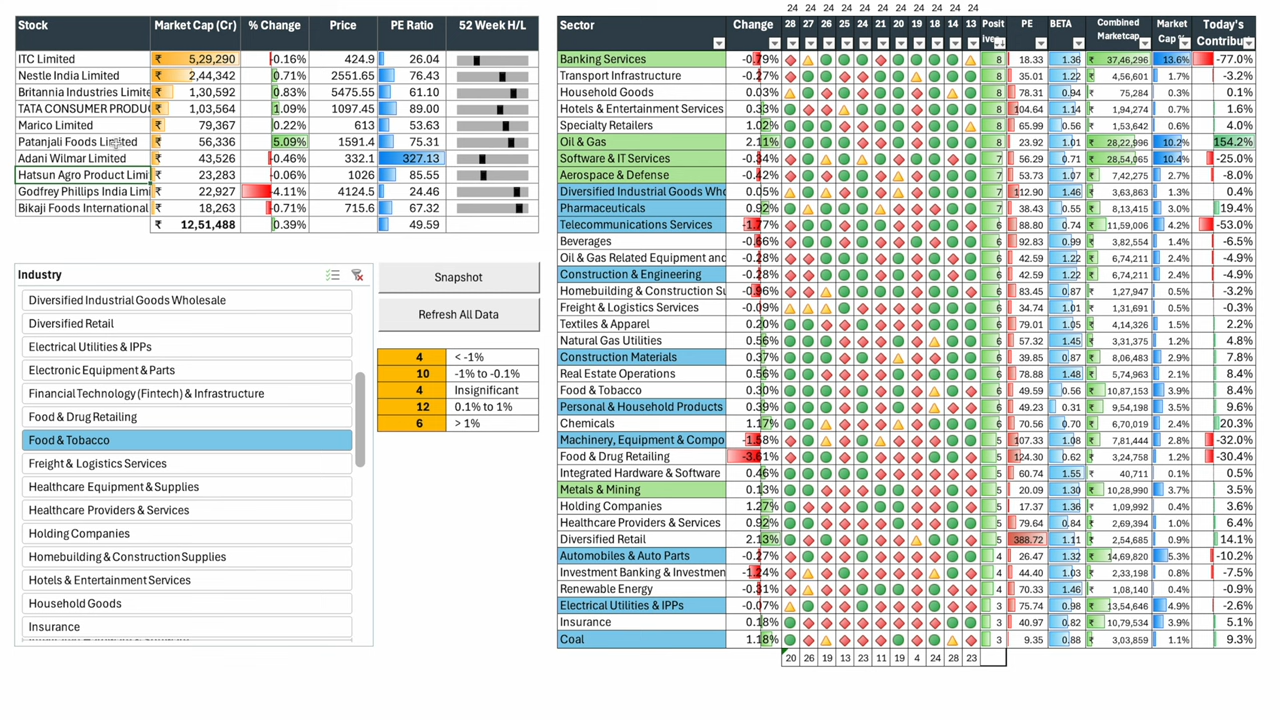 Stock Market Cap (Cr) % Change Price PE Ratio 52 Week H/L
ITC Limited ₹ 5,29,290 -0.16% 424.9 26.04
Nestle India Limited ₹ 2,44,342 0.71% 2551.65 76.43
Britannia Industries Limite ₹ 1,30,592 0.83% 5475.55 61.10
TATA CONSUMER PRODUC ₹ 1,03,564 1.09% 1097.45 89.00
Marico Limited ₹ 79,367 0.22% 613 53.63
Patanjali Foods Limited ₹ 56,336 5.09% 1591.4 75.31
Adani Wilmar Limited ₹ 43,526 -0.46% 332.1 327.13
Hatsun Agro Product Limi ₹ 23,283 -0.06% 1026 85.55
Godfrey Phillips India Lim ₹ 22,927 -4.11% 4124.5 24.46
Bikaji Foods International ₹ 18,263 -0.71% 715.6 67.32
₹ 12,51,488 0.39% 49.59
Industry
Diversified Industrial Goods Wholesale
Diversified Retail
Electrical Utilities & IPPs
Electronic Equipment & Parts
Financial Technology (Fintech) & Infrastructure
Food & Drug Retailing
Food & Tobacco
Freight & Logistics Services
Healthcare Equipment & Supplies
Healthcare Providers & Services
Holding Companies
Homebuilding & Construction Supplies
Hotels & Entertainment Services
Household Goods
Insurance
Snapshot
Refresh All Data
4 < -1%
10 -1% to -0.1%
4 Insignificant
12 0.1% to 1%
6 > 1%
24 24 24 24 24 24 24 24 24 24 24
Sector Change 28 27 26 25 24 21 20 19 18 14 13 Posit ives PE BETA Combined Marketcap Market Cap % Today's Contribut
Banking Services -0.79% 8 18.33 1.36 ₹ 37,46,296 13.6% -77.0%
Transport Infrastructure -0.27% 8 35.01 1.22 ₹ 4,56,601 1.7% -3.2%
Household Goods 0.03% 8 78.31 0.94 ₹ 75,284 0.3% 0.1%
Hotels & Entertainment Services 0.33% 8 104.64 1.14 ₹ 1,94,274 0.7% 1.6%
Specialty Retailers 1.02% 8 65.99 0.56 ₹ 1,53,642 0.6% 4.0%
Oil & Gas 2.11% 8 23.92 1.01 ₹ 28,22,996 10.2% 154.2%
Software & IT Services -0.34% 7 56.29 0.71 ₹ 28,54,065 10.4% -25.0%
Aerospace & Defense -0.42% 7 53.73 1.07 ₹ 7,42,275 2.7% -8.0%
Diversified Industrial Goods Who 0.05% 7 112.90 1.46 ₹ 3,63,863 1.3% 0.4%
Pharmaceuticals 0.92% 7 38.43 0.55 ₹ 8,13,415 3.0% 19.4%
Telecommunications Services -1.77% 6 88.80 0.74 ₹ 11,59,006 4.2% -53.0%
Beverages -0.66% 6 92.83 0.99 ₹ 3,82,554 1.4% -6.5%
Oil & Gas Related Equipment and -0.28% 6 42.59 1.22 ₹ 6,74,211 2.4% -4.9%
Construction & Engineering -0.28% 6 42.59 1.22 ₹ 6,74,211 2.4% -4.9%
Homebuilding & Construction Su -0.96% 6 83.45 0.87 ₹ 1,27,947 0.5% -3.2%
Freight & Logistics Services -0.09% 6 34.74 1.01 ₹ 1,31,691 0.5% -0.3%
Textiles & Apparel 0.20% 6 79.01 1.05 ₹ 4,14,326 1.5% 2.2%
Natural Gas Utilities 0.56% 6 57.32 1.45 ₹ 3,31,375 1.2% 4.8%
Construction Materials 0.37% 6 39.85 0.87 ₹ 8,06,483 2.9% 7.8%
Real Estate Operations 0.56% 6 78.88 1.48 ₹ 5,74,963 2.1% 8.4%
Food & Tobacco 0.30% 6 49.59 0.56 ₹ 10,87,153 3.9% 8.4%
Personal & Household Products 0.39% 6 49.23 0.31 ₹ 9,54,198 3.5% 9.6%
Chemicals 1.17% 6 70.56 0.70 ₹ 6,70,019 2.4% 20.3%
Machinery, Equipment & Compo -1.58% 5 107.33 1.08 ₹ 7,81,444 2.8% -32.0%
Food & Drug Retailing -3.61% 5 124.30 0.62 ₹ 3,24,758 1.2% -30.4%
Integrated Hardware & Software 0.46% 5 60.74 1.55 ₹ 40,711 0.1% 0.5%
Metals & Mining 0.13% 5 20.09 1.30 ₹ 10,28,990 3.7% 3.5%
Holding Companies 1.27% 5 17.37 1.36 ₹ 1,09,992 0.4% 3.6%
Healthcare Providers & Services 0.92% 5 79.64 0.84 ₹ 2,69,394 1.0% 6.4%
Diversified Retail 2.13% 5 388.72 1.11 ₹ 2,54,685 0.9% 14.1%
Automobiles & Auto Parts -0.27% 4 26.47 1.32 ₹ 14,69,820 5.3% -10.2%
Investment Banking & Investmen -1.24% 4 44.40 1.03 ₹ 2,33,198 0.8% -7.5%
Renewable Energy -0.31% 4 70.33 1.46 ₹ 1,08,140 0.4% -0.9%
Electrical Utilities & IPPs -0.07% 3 75.74 0.98 ₹ 13,54,646 4.9% -2.6%
Insurance 0.18% 3 40.97 0.82 ₹ 10,79,534 3.9% 5.1%
Coal 1.18% 3 9.35 0.88 ₹ 3,03,859 1.1% 9.3%
20 26 19 13 23 11 19 4 24 28 23